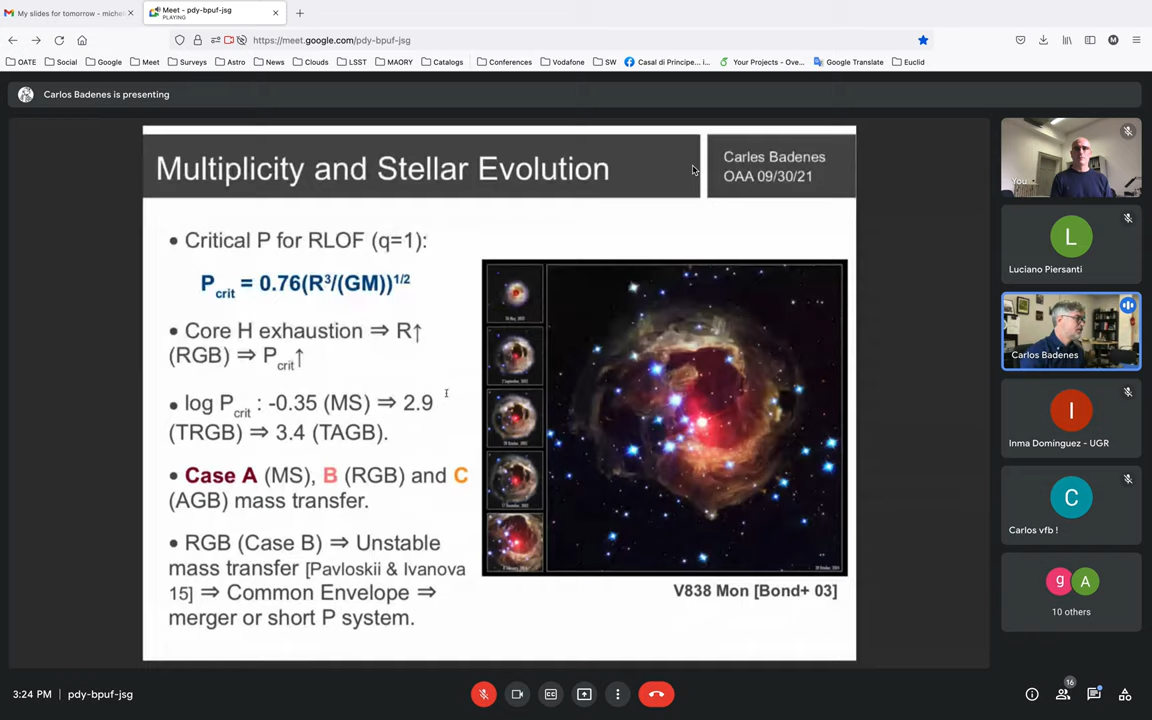 My slides for tomorrow - michel
Meet - pdy-bpuf-jsg
PLAYING
https://meet.google.com/pdy-bpuf-jsg
OATE Social Google Meet Surveys Astro News Clouds LSST MAORY Catalogs Conferences Vodafone SW Casal di Principe... i... Your Projects - Ove... Google Translate Groups Euclid
Carlos Badenes is presenting
Multiplicity and Stellar Evolution
Carles Badenes
OAA 09/30/21
• Critical P for RLOF (q=1):
Pcrit = 0.76(R³/(GM))¹/²
• Core H exhaustion ⇒ R↑
(RGB) ⇒ Pcrit↑
• log Pcrit : -0.35 (MS) ⇒ 2.9
(TRGB) ⇒ 3.4 (TAGB).
• Case A (MS), B (RGB) and C
(AGB) mass transfer.
• RGB (Case B) ⇒ Unstable
mass transfer [Pavloskii & Ivanova
15] ⇒ Common Envelope ⇒
merger or short P system.
V838 Mon [Bond+ 03]
You
L
Luciano Piersanti
Carlos Badenes
I
Inma Dominguez - UGR
C
Carlos vfb !
g A
10 others
3:24 PM | pdy-bpuf-jsg
16